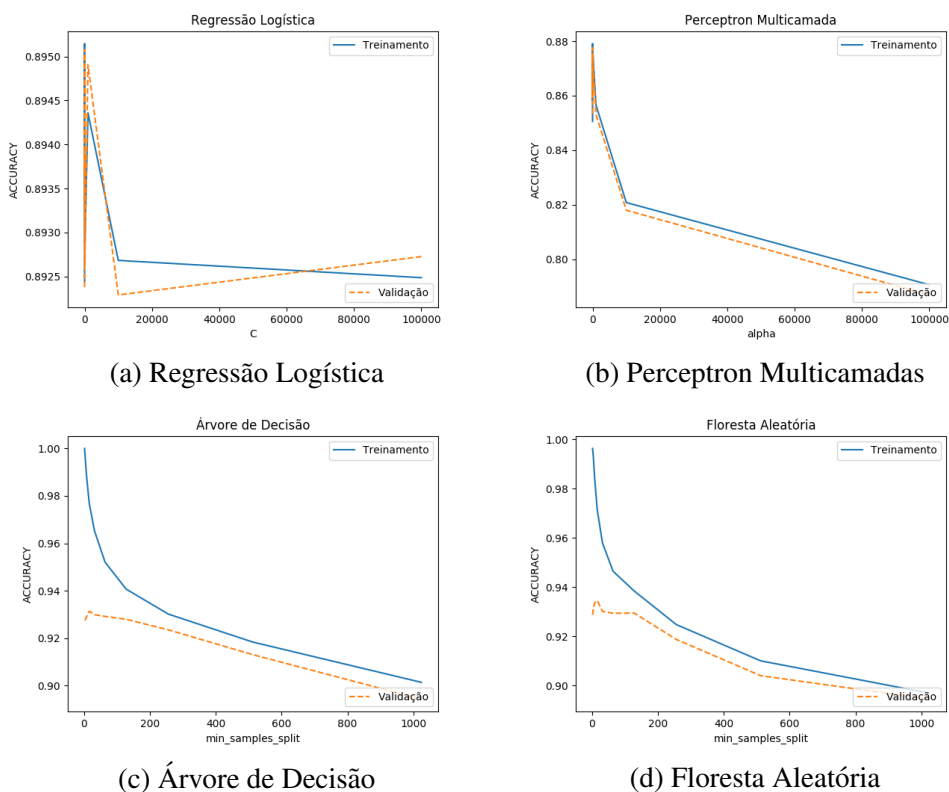 Regressão Logística
Treinamento
0.8950
0.8945
0.8940
0.8935
0.8930
0.8925
ACCURACY
Validação
0 20000 40000 60000 80000 100000
C
(a) Regressão Logística
Perceptron Multicamada
Treinamento
0.88
0.86
0.84
0.82
0.80
ACCURACY
Validação
0 20000 40000 60000 80000 100000
alpha
(b) Perceptron Multicamadas
Árvore de Decisão
Treinamento
1.00
0.98
0.96
0.94
0.92
0.90
ACCURACY
Validação
0 200 400 600 800 1000
min_samples_split
(c) Árvore de Decisão
Floresta Aleatória
Treinamento
1.00
0.98
0.96
0.94
0.92
0.90
ACCURACY
Validação
0 200 400 600 800 1000
min_samples_split
(d) Floresta Aleatória